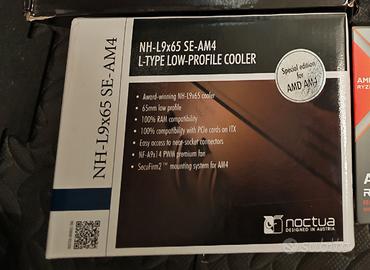 NH-L9x65 SE-AM4
L-TYPE LOW-PROFILE COOLER
Special edition for
AMD AM4
• Award-winning NH-L9x65 cooler
• 65mm low profile
• 100% RAM compatibility
• 100% compatibility with PCIe cards on ITX
• Easy access to near-socket connectors
• NF-A9x14 PWM premium fan
• SecuFirm2™ mounting system for AM4
NH-L9x65 SE-AM4
noctua
DESIGNED IN AUSTRIA
subito